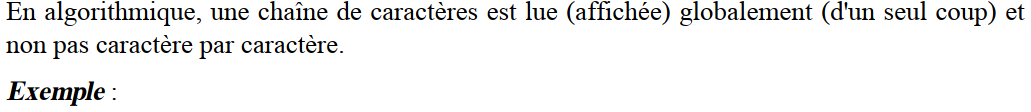 En algorithmique, une chaîne de caractères est lue (affichée) globalement (d'un seul coup) et
non pas caractère par caractère.
Exemple :